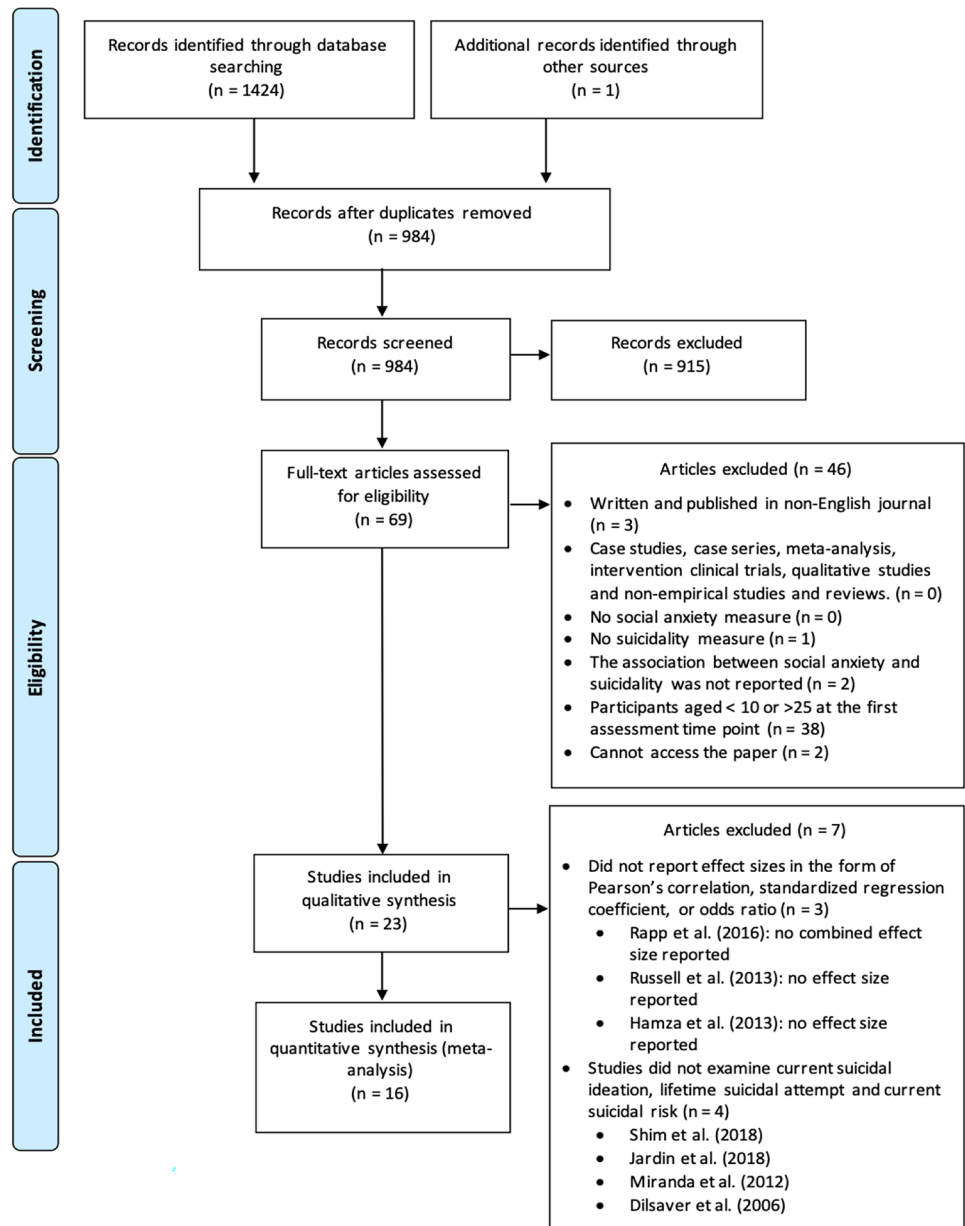 Identification
Records identified through database
searching
(n = 1424)
Additional records identified through
other sources
(n = 1)
Screening
Records after duplicates removed
(n = 984)
Records screened
(n = 984)
Records excluded
(n = 915)
Eligibility
Full-text articles assessed
for eligibility
(n = 69)
Articles excluded (n = 46)
• Written and published in non-English journal
(n = 3)
• Case studies, case series, meta-analysis,
intervention clinical trials, qualitative studies
and non-empirical studies and reviews. (n = 0)
• No social anxiety measure (n = 0)
• No suicidality measure (n = 1)
• The association between social anxiety and
suicidality was not reported (n = 2)
• Participants aged < 10 or >25 at the first
assessment time point (n = 38)
• Cannot access the paper (n = 2)
Included
Studies included in
qualitative synthesis
(n = 23)
Articles excluded (n = 7)
• Did not report effect sizes in the form of
Pearson's correlation, standardized regression
coefficient, or odds ratio (n = 3)
• Rapp et al. (2016): no combined effect
size reported
• Russell et al. (2013): no effect size
reported
• Hamza et al. (2013): no effect size
reported
• Studies did not examine current suicidal
ideation, lifetime suicidal attempt and current
suicidal risk (n = 4)
• Shim et al. (2018)
• Jardin et al. (2018)
• Miranda et al. (2012)
• Dilsaver et al. (2006)
Studies included in
quantitative synthesis (meta-
analysis)
(n = 16)